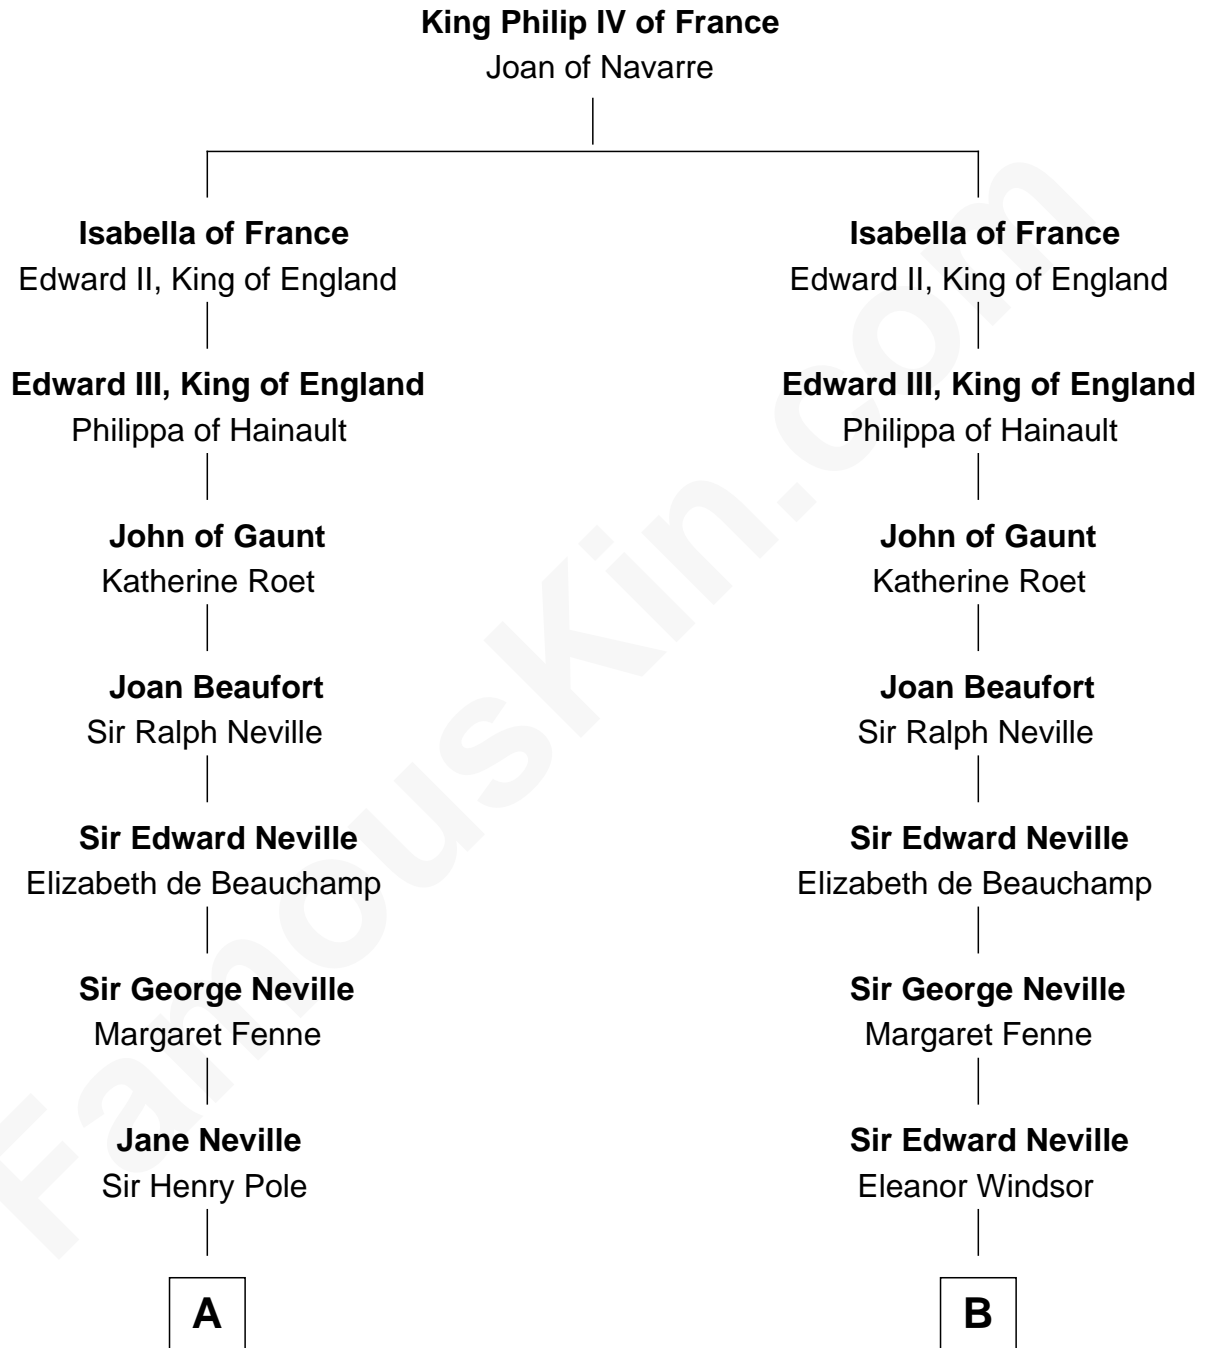 King Philip IV of France
Joan of Navarre
Isabella of France
Edward II, King of England
Isabella of France
Edward II, King of England
Edward III, King of England
Philippa of Hainault
Edward III, King of England
Philippa of Hainault
John of Gaunt
Katherine Roet
John of Gaunt
Katherine Roet
Joan Beaufort
Sir Ralph Neville
Joan Beaufort
Sir Ralph Neville
Sir Edward Neville
Elizabeth de Beauchamp
Sir Edward Neville
Elizabeth de Beauchamp
Sir George Neville
Margaret Fenne
Sir George Neville
Margaret Fenne
Jane Neville
Sir Henry Pole
Sir Edward Neville
Eleanor Windsor
A
B
FamousKin.com